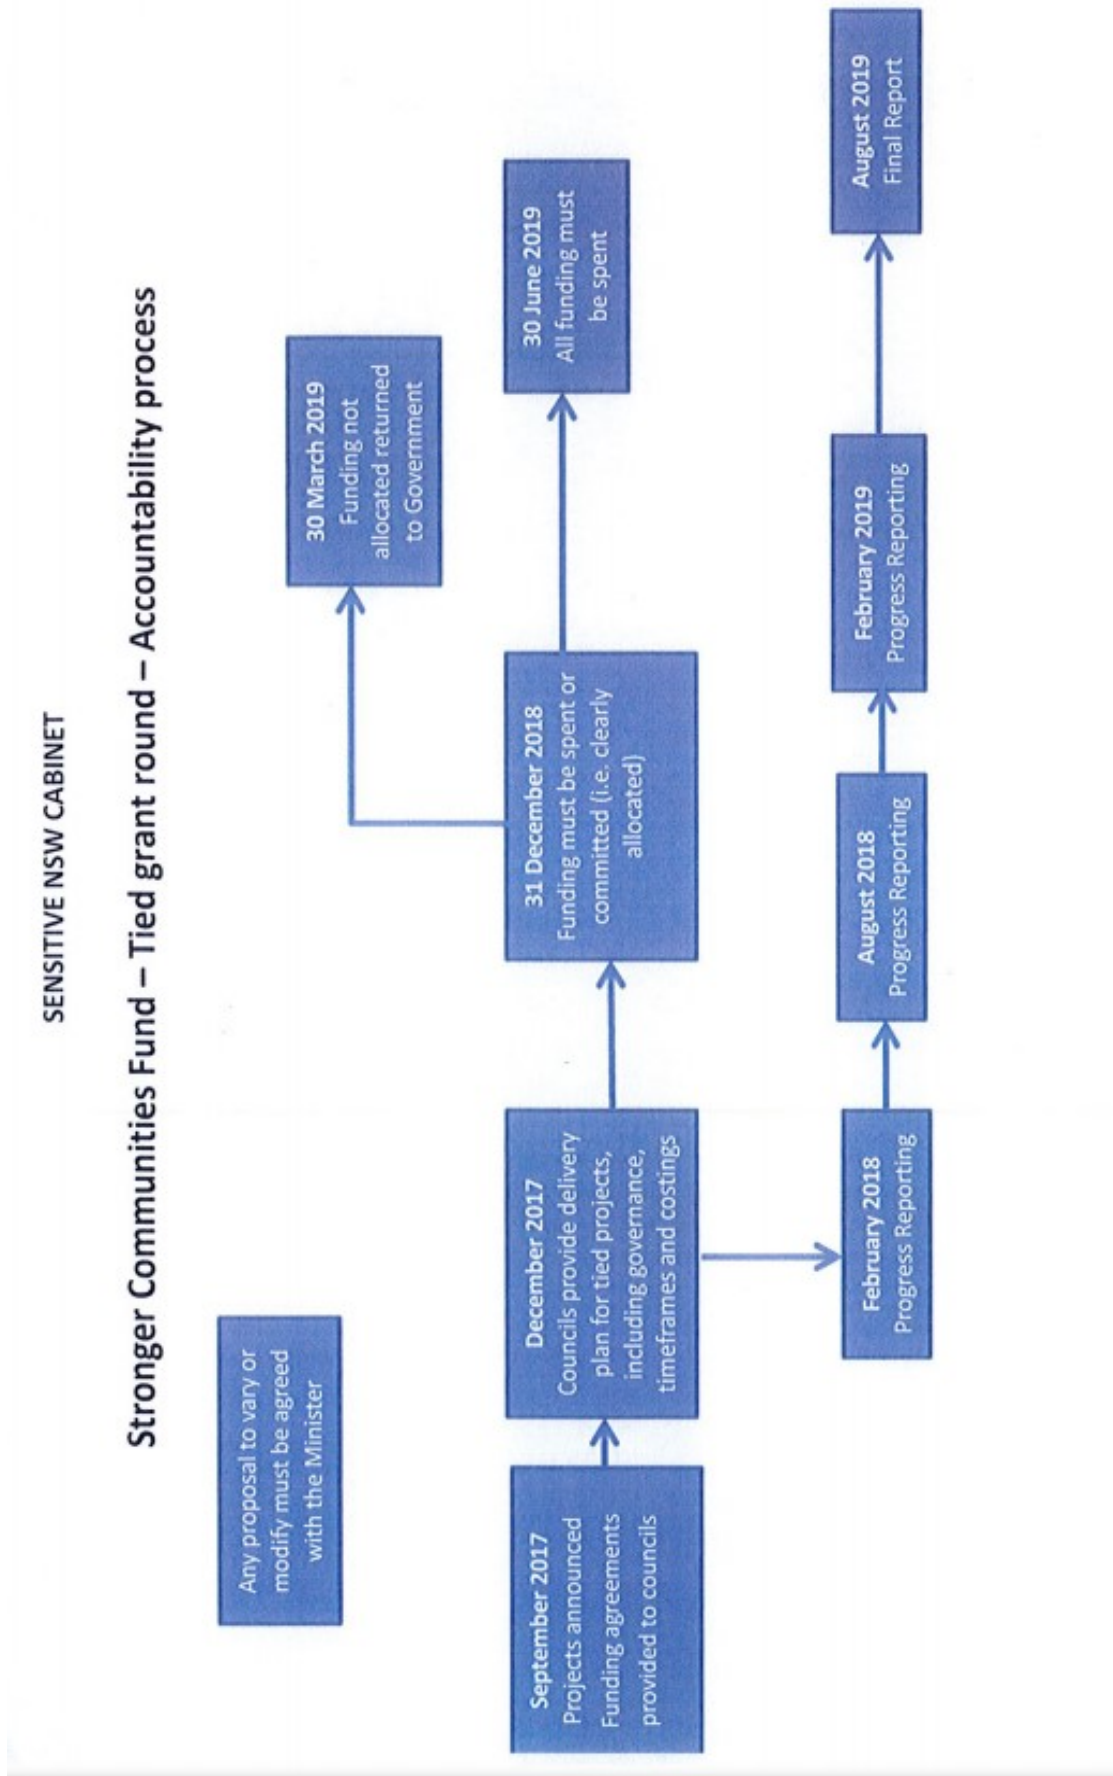 SENSITIVE NSW CABINET
Stronger Communities Fund – Tied grant round – Accountability process
Any proposal to vary or
modify must be agreed
with the Minister
30 March 2019
Funding not
allocated returned
to Government
September 2017
Projects announced
Funding agreements
provided to councils
December 2017
Councils provide delivery
plan for tied projects,
including governance,
timeframes and costings
31 December 2018
Funding must be spent or
committed (i.e. clearly
allocated)
30 June 2019
All funding must
be spent
February 2018
Progress Reporting
August 2018
Progress Reporting
February 2019
Progress Reporting
August 2019
Final Report